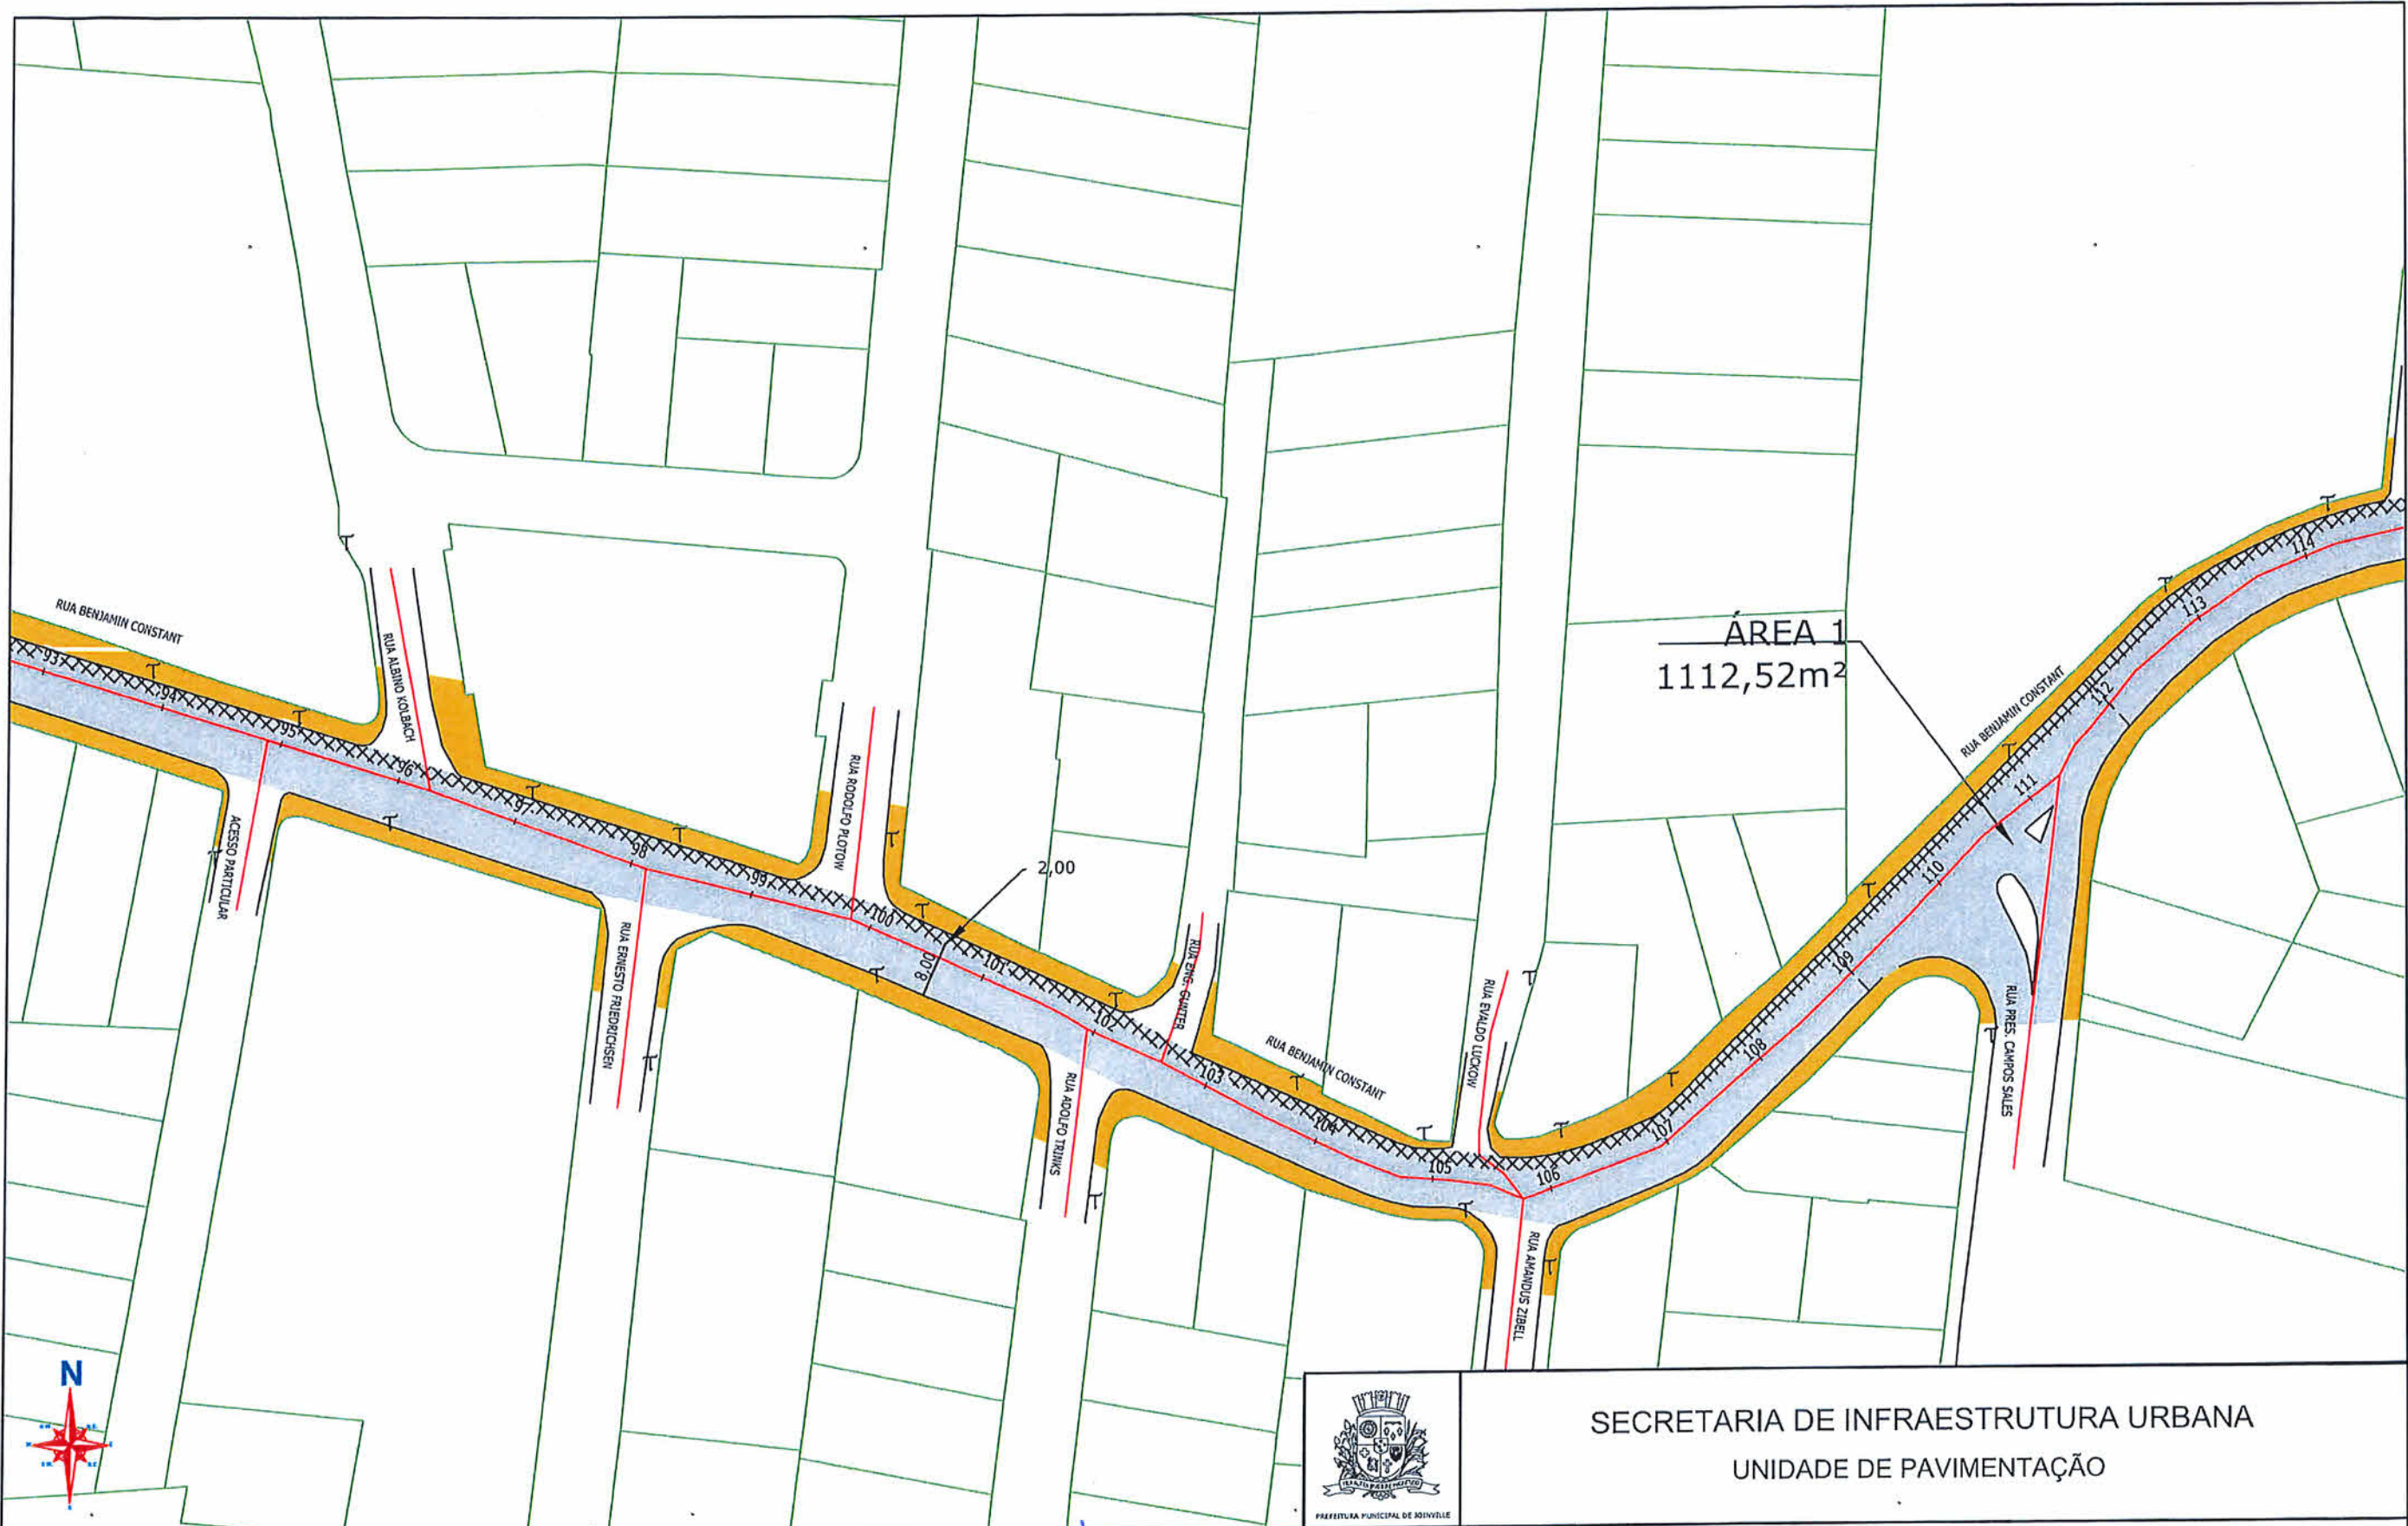 RUA BENJAMIN CONSTANT
93
94
95
96
97
98
99
100
101
102
103
104
105
106
107
108
109
110
111
112
113
114
RUA ALBINO KOLBACH
ACESSO PARTICULAR
RUA RODOLFO PLOTOW
RUA ERNESTO FRIEDRICHSEN
2,00
8,00
RUA ENG. GUNTER
RUA ADOLFO TRINKS
RUA BENJAMIN CONSTANT
RUA EVALDO LUCKOW
RUA AMANDUS ZIBELL
ÁREA 1
1112,52m²
RUA BENJAMIN CONSTANT
RUA PRES. CAMPOS SALES
N
SECRETARIA DE INFRAESTRUTURA URBANA
UNIDADE DE PAVIMENTAÇÃO
PREFEITURA MUNICIPAL DE JOINVILLE